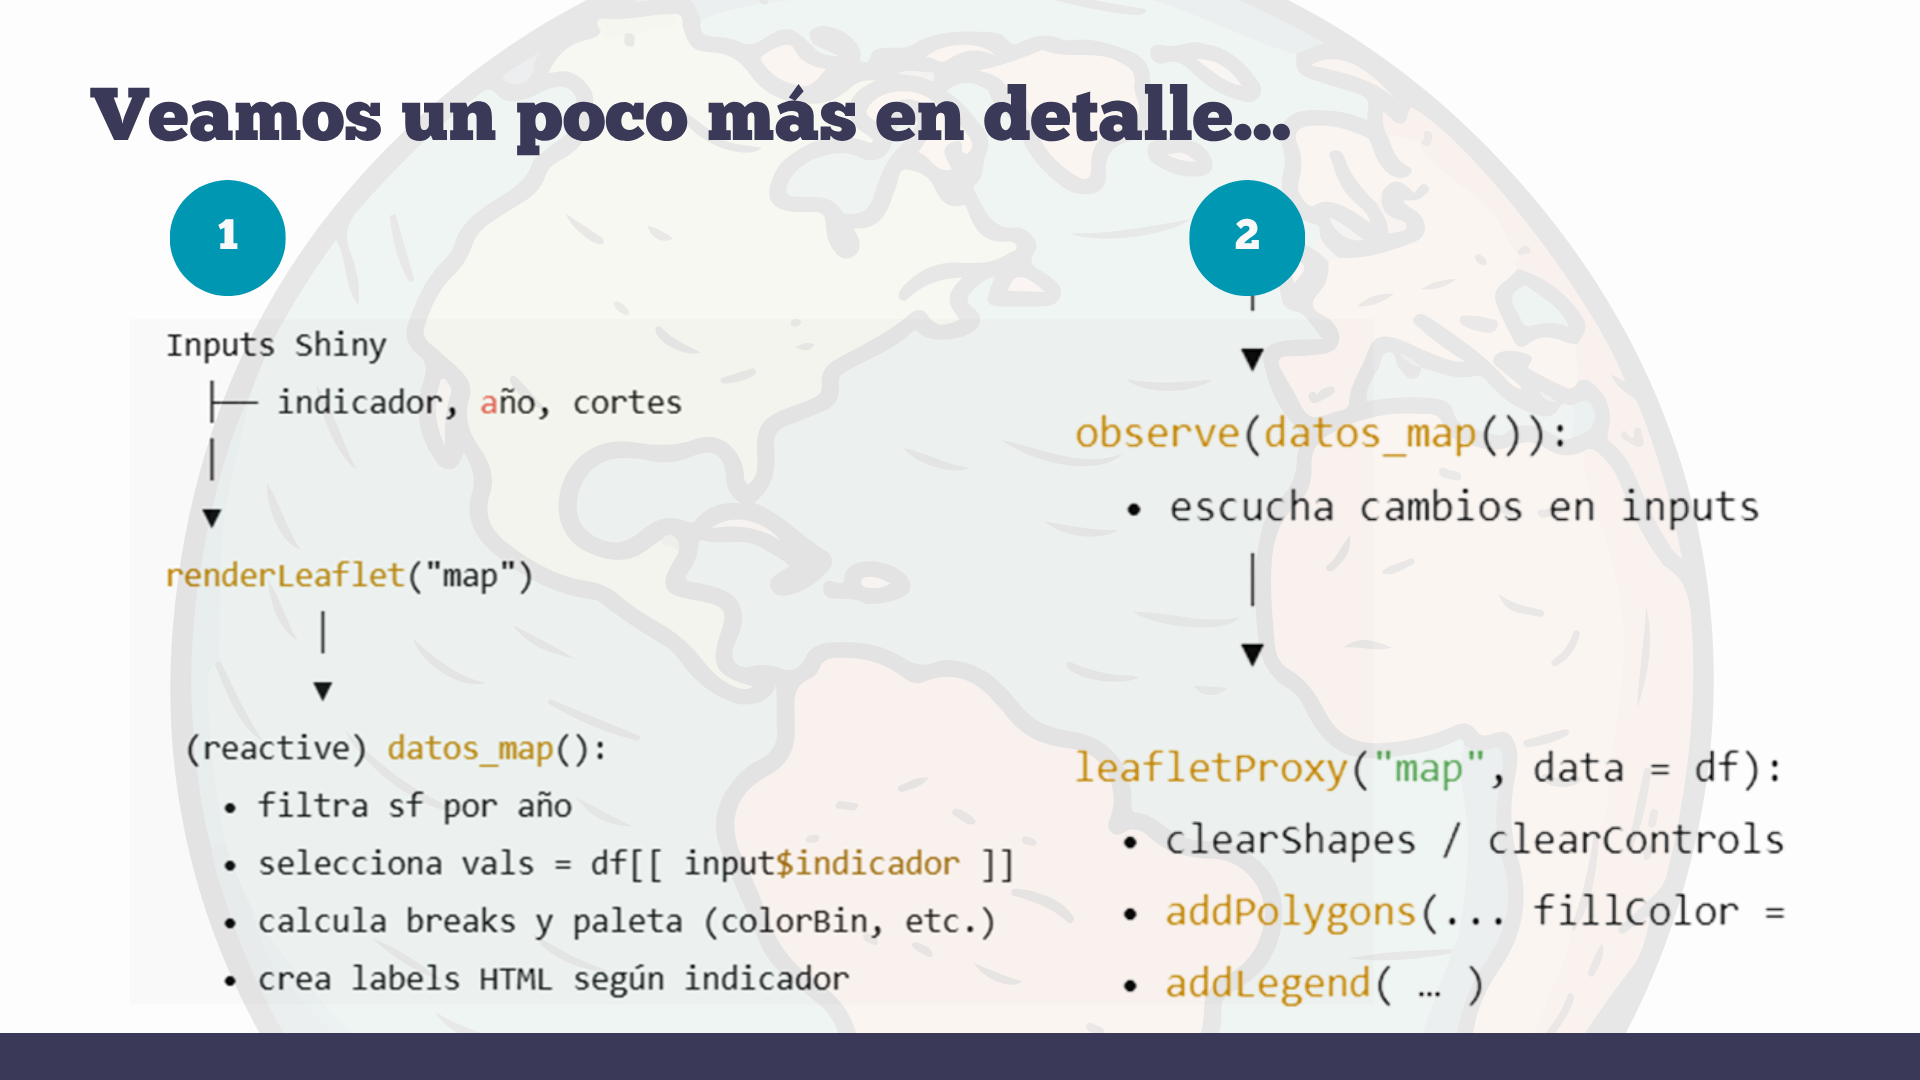 Veamos un poco más en detalle...
1
Inputs Shiny
├── indicador, año, cortes
│
▼
renderLeaflet("map")
│
▼
(reactive) datos_map():
• filtra sf por año
• selecciona vals = df[[ input$indicador ]]
• calcula breaks y paleta (colorBin, etc.)
• crea labels HTML según indicador
2
▼
observe(datos_map()):
• escucha cambios en inputs
│
▼
leafletProxy("map", data = df):
• clearShapes / clearControls
• addPolygons(... fillColor =
• addLegend( … )